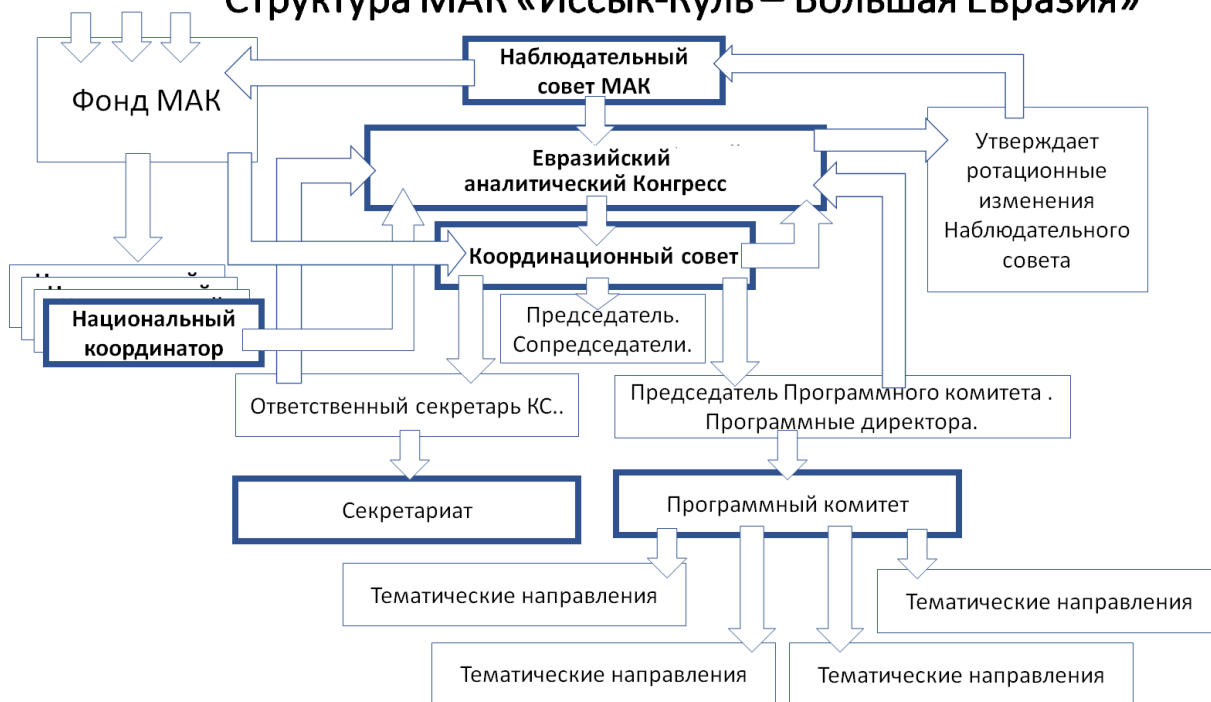 Структура МАК «Иссык-Куль – Большая Евразия»
Фонд МАК
Наблюдательный
совет МАК
Евразийский
аналитический Конгресс
Утверждает
ротационные
изменения
Наблюдательного
совета
Координационный совет
Национальный
координатор
Председатель.
Сопредседатели.
Ответственный секретарь КС..
Председатель Программного комитета .
Программные директора.
Секретариат
Программный комитет
Тематические направления
Тематические направления
Тематические направления
Тематические направления